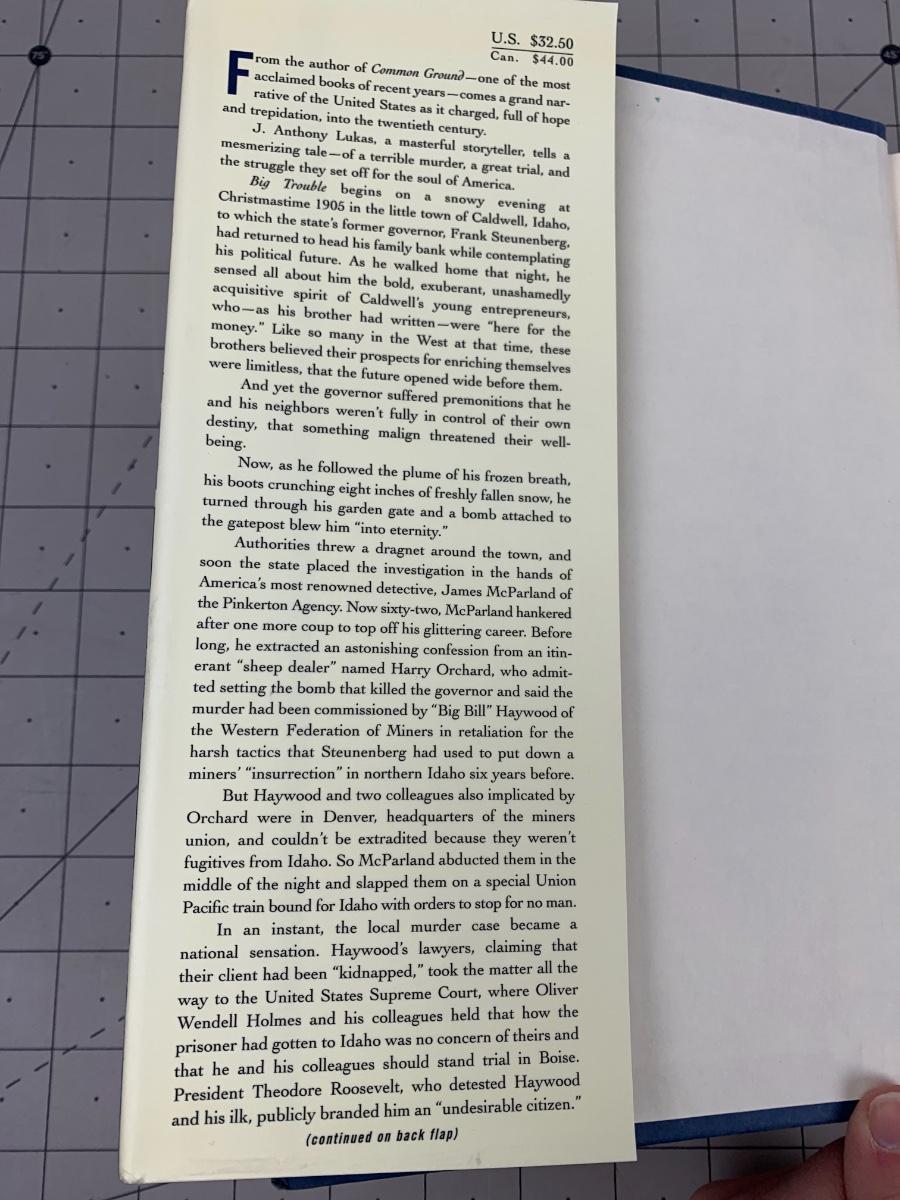 U.S. $32.50
Can. $44.00
From the author of Common Ground—one of the most
acclaimed books of recent years—comes a grand nar-
rative of the United States as it charged, full of hope
and trepidation, into the twentieth century.
J. Anthony Lukas, a masterful storyteller, tells a
mesmerizing tale—of a terrible murder, a great trial, and
the struggle they set off for the soul of America.
Big Trouble begins on a snowy evening at
Christmastime 1905 in the little town of Caldwell, Idaho,
to which the state's former governor, Frank Steunenberg,
had returned to head his family bank while contemplating
his political future. As he walked home that night, he
sensed all about him the bold, exuberant, unashamedly
acquisitive spirit of Caldwell's young entrepreneurs,
who—as his brother had written—were "here for the
money." Like so many in the West at that time, these
brothers believed their prospects for enriching themselves
were limitless, that the future opened wide before them.
And yet the governor suffered premonitions that he
and his neighbors weren't fully in control of their own
destiny, that something malign threatened their well-
being.
Now, as he followed the plume of his frozen breath,
his boots crunching eight inches of freshly fallen snow, he
turned through his garden gate and a bomb attached to
the gatepost blew him "into eternity."
Authorities threw a dragnet around the town, and
soon the state placed the investigation in the hands of
America's most renowned detective, James McParland of
the Pinkerton Agency. Now sixty-two, McParland hankered
after one more coup to top off his glittering career. Before
long, he extracted an astonishing confession from an itin-
erant "sheep dealer" named Harry Orchard, who admit-
ted setting the bomb that killed the governor and said the
murder had been commissioned by "Big Bill" Haywood of
the Western Federation of Miners in retaliation for the
harsh tactics that Steunenberg had used to put down a
miners' "insurrection" in northern Idaho six years before.
But Haywood and two colleagues also implicated by
Orchard were in Denver, headquarters of the miners
union, and couldn't be extradited because they weren't
fugitives from Idaho. So McParland abducted them in the
middle of the night and slapped them on a special Union
Pacific train bound for Idaho with orders to stop for no man.
In an instant, the local murder case became a
national sensation. Haywood's lawyers, claiming that
their client had been "kidnapped," took the matter all the
way to the United States Supreme Court, where Oliver
Wendell Holmes and his colleagues held that how the
prisoner had gotten to Idaho was no concern of theirs and
that he and his colleagues should stand trial in Boise.
President Theodore Roosevelt, who detested Haywood
and his ilk, publicly branded him an "undesirable citizen."
(continued on back flap)
75°
45°